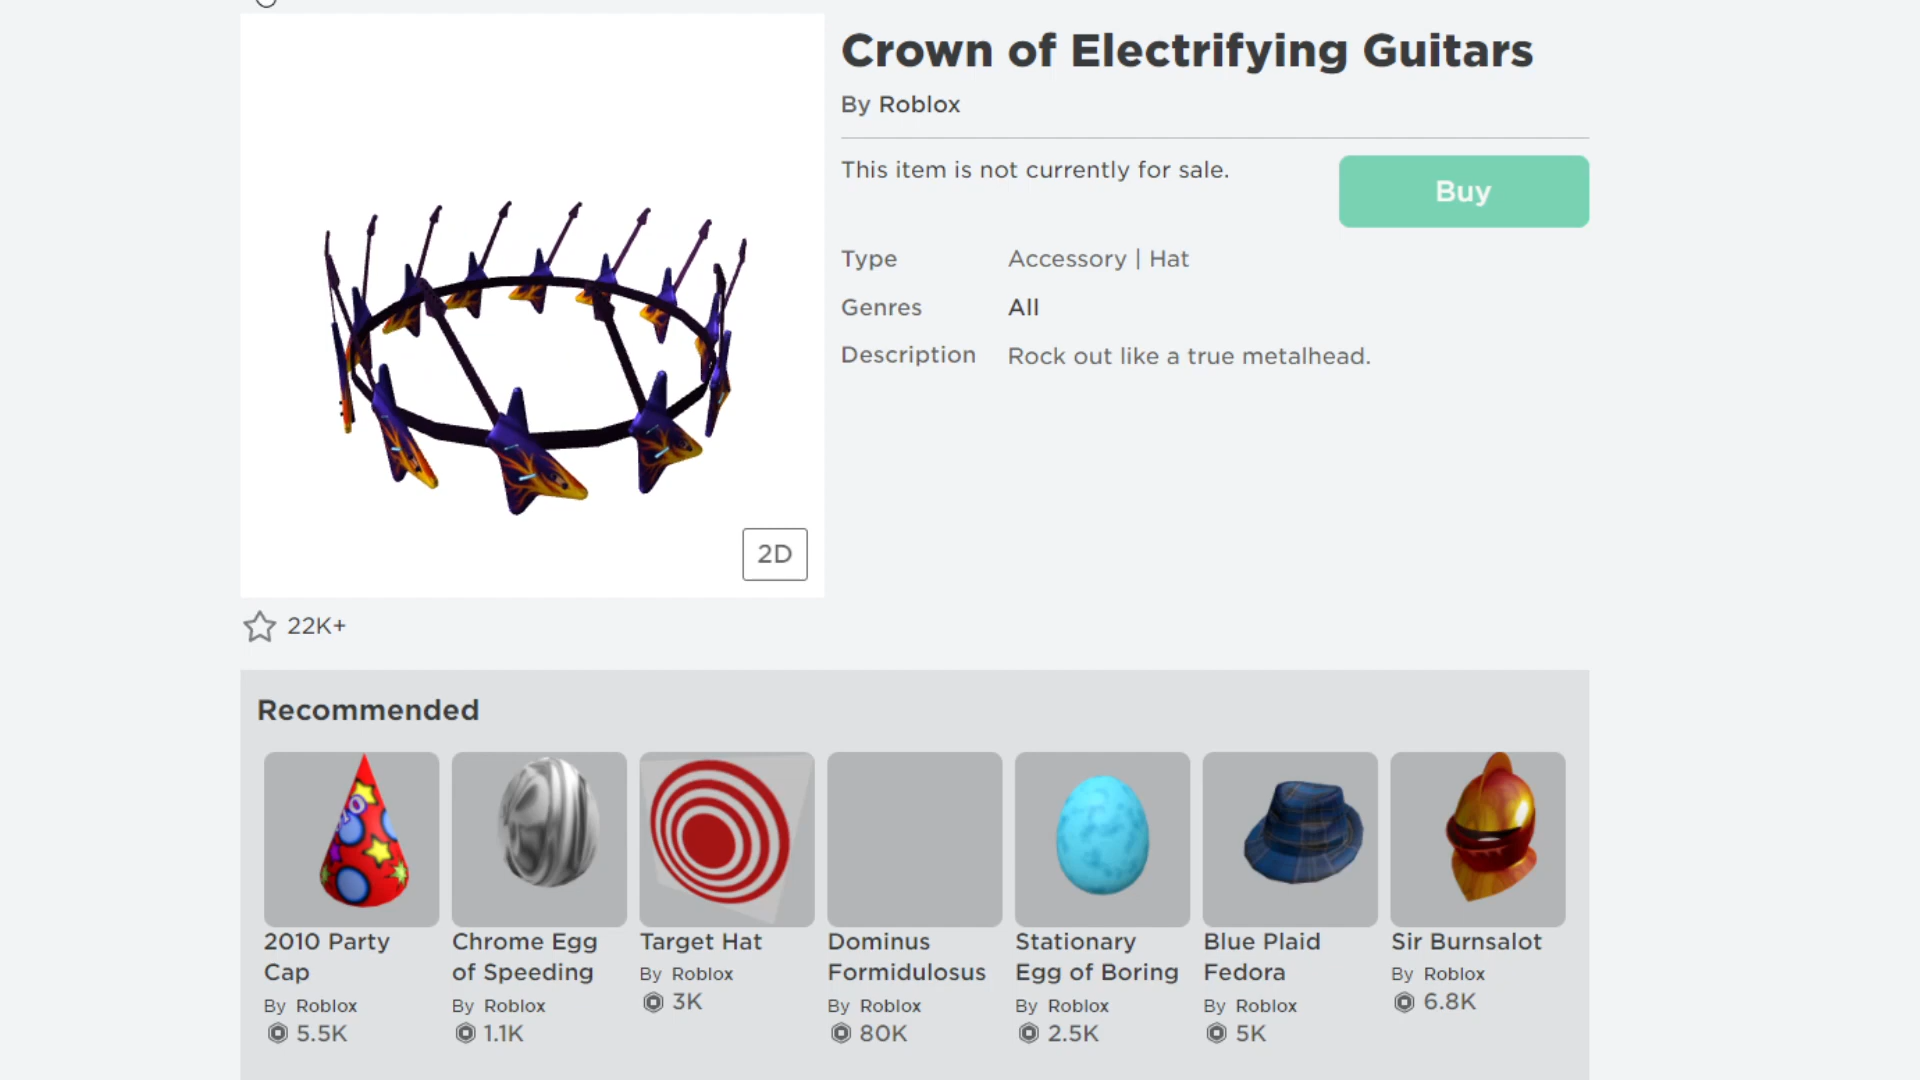 Crown of Electrifying Guitars
By Roblox
This item is not currently for sale.
Buy
Type Accessory | Hat
Genres All
Description Rock out like a true metalhead.
2D
22K+
Recommended
2010 Party Cap
By Roblox
5.5K
Chrome Egg of Speeding
By Roblox
1.1K
Target Hat
By Roblox
3K
Dominus Formidulosus
By Roblox
80K
Stationary Egg of Boring
By Roblox
2.5K
Blue Plaid Fedora
By Roblox
5K
Sir Burnsalot
By Roblox
6.8K